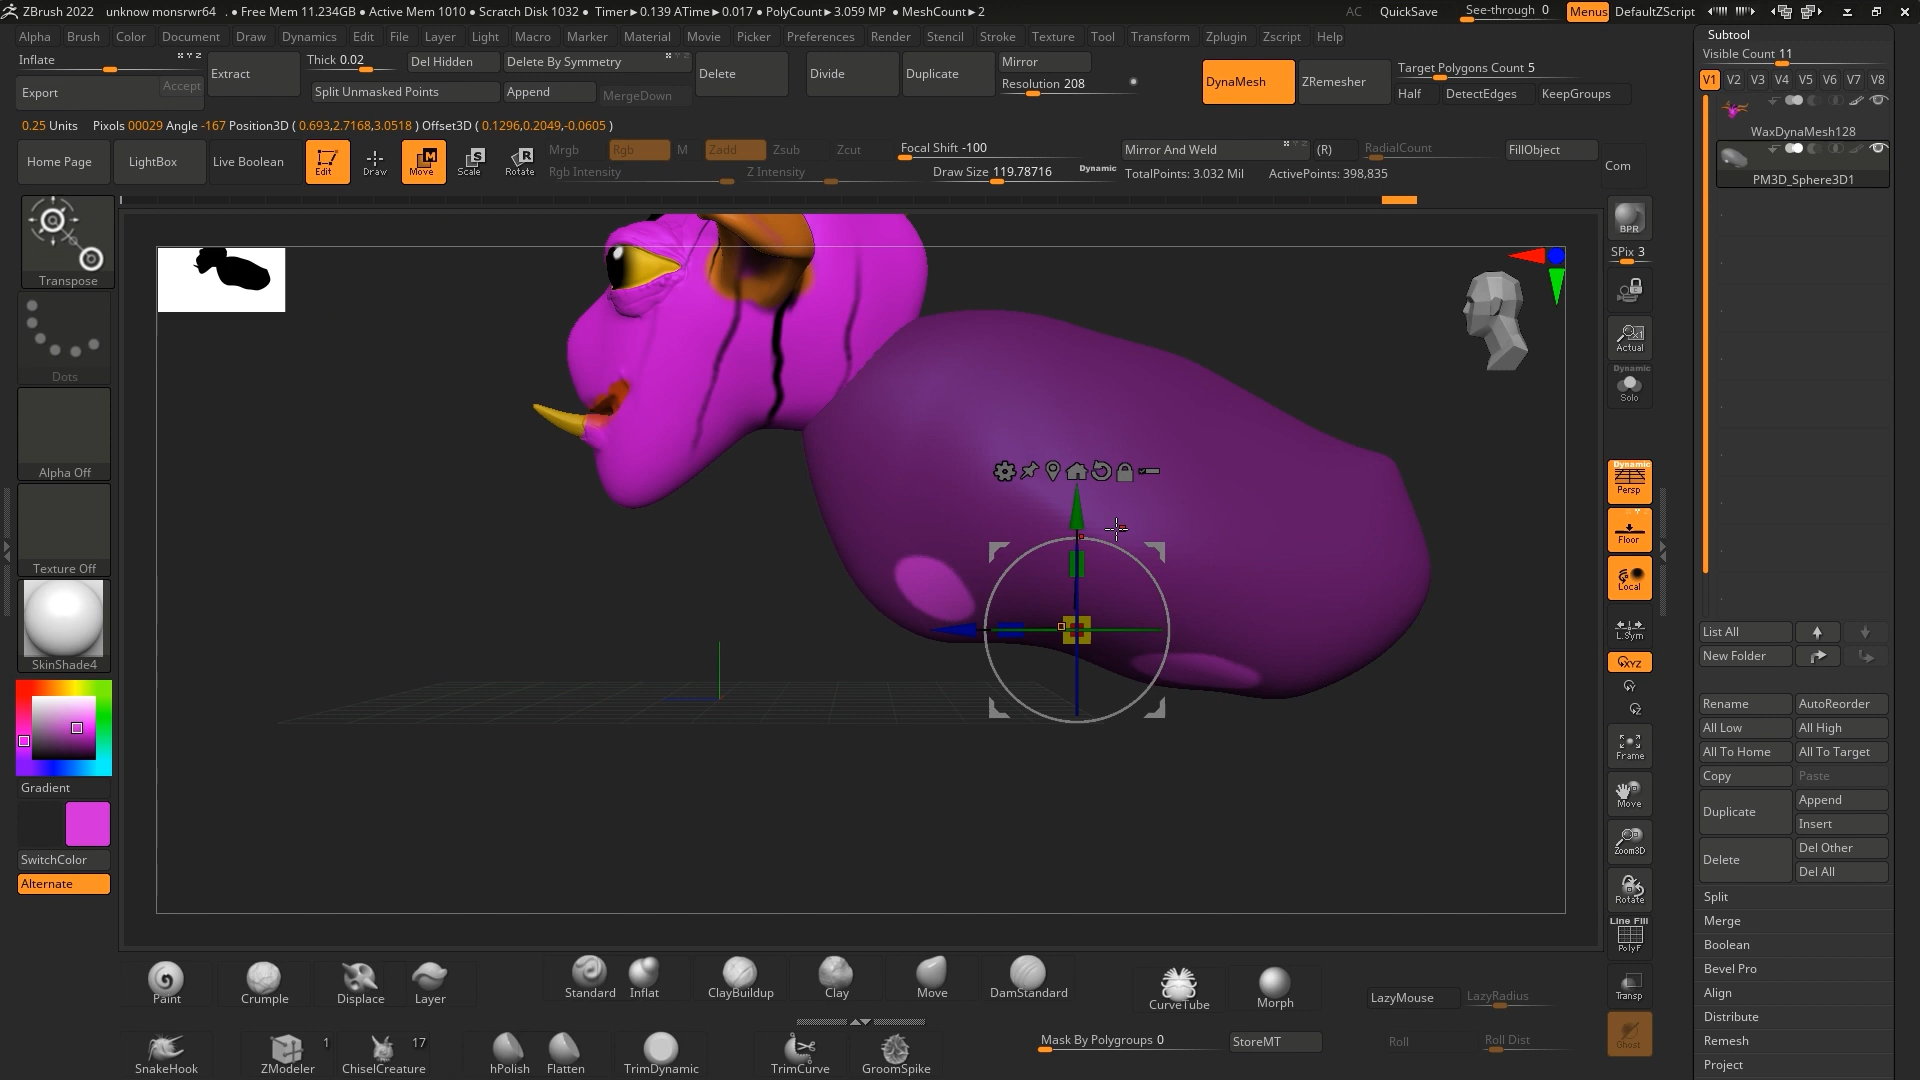 ZBrush 2022 unknow monsrwr64 . • Free Mem 11.234GB • Active Mem 1010 • Scratch Disk 1032 • Timer►0.139 ATime►0.017 • PolyCount►3.059 MP • MeshCount►2 AC QuickSave See-through 0 Menus DefaultZScript
Alpha Brush Color Document Draw Dynamics Edit File Layer Light Macro Marker Material Movie Picker Preferences Render Stencil Stroke Texture Tool Transform Zplugin Zscript Help
Inflate Thick 0.02 Del Hidden Delete By Symmetry Mirror
Extract Delete Divide Duplicate DynaMesh ZRemesher Target Polygons Count 5
Export Accept Split Unmasked Points Append MergeDown Resolution 208 Half DetectEdges KeepGroups
0.25 Units Pixols 00029 Angle -167 Position3D ( 0.693,2.7168,3.0518 ) Offset3D ( 0.1296,0.2049,-0.0605 )
Home Page LightBox Live Boolean Edit Draw Move Scale Rotate
Mrgb Rgb M Zadd Zsub Zcut Focal Shift -100 Mirror And Weld (R) RadialCount FillObject Com
Rgb Intensity Z Intensity Draw Size 119.78716 Dynamic TotalPoints: 3.032 Mil ActivePoints: 398,835
Transpose
Dots
Alpha Off
Texture Off
SkinShade4
Gradient
SwitchColor
Alternate
BPR
SPix 3
Actual
Dynamic
Solo
Dynamic
Persp
Floor
Local
L.Sym
XYZ
Y
Z
Frame
Move
Zoom3D
Rotate
Line Fill
PolyF
Transp
Ghost
Subtool
Visible Count 11
V1 V2 V3 V4 V5 V6 V7 V8
WaxDynaMesh128
PM3D_Sphere3D1
List All
New Folder
Rename AutoReorder
All Low All High
All To Home All To Target
Copy Paste
Duplicate Append
Insert
Delete Del Other
Del All
Split
Merge
Boolean
Bevel Pro
Align
Distribute
Remesh
Project
Paint Crumple Displace Layer Standard Inflat ClayBuildup Clay Move DamStandard CurveTube Morph LazyMouse LazyRadius
SnakeHook 1 ZModeler 17 ChiselCreature hPolish Flatten TrimDynamic TrimCurve GroomSpike Mask By Polygroups 0 StoreMT Roll Roll Dist